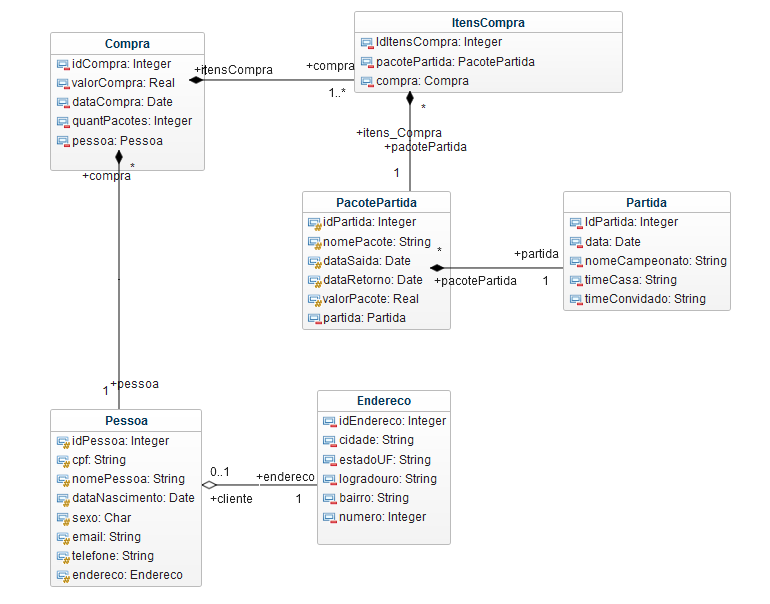 Compra
idCompra: Integer
valorCompra: Real
dataCompra: Date
quantPacotes: Integer
pessoa: Pessoa
+itensCompra
+compra
1..*
ItensCompra
IdItensCompra: Integer
pacotePartida: PacotePartida
compra: Compra
*
+itens_Compra
+pacotePartida
1
*
+compra
PacotePartida
idPartida: Integer
nomePacote: String
dataSaida: Date
dataRetorno: Date
valorPacote: Real
partida: Partida
*
+pacotePartida
+partida
1
Partida
IdPartida: Integer
data: Date
nomeCampeonato: String
timeCasa: String
timeConvidado: String
1
+pessoa
Pessoa
idPessoa: Integer
cpf: String
nomePessoa: String
dataNascimento: Date
sexo: Char
email: String
telefone: String
endereco: Endereco
0..1
+cliente
+endereco
1
Endereco
idEndereco: Integer
cidade: String
estadoUF: String
logradouro: String
bairro: String
numero: Integer